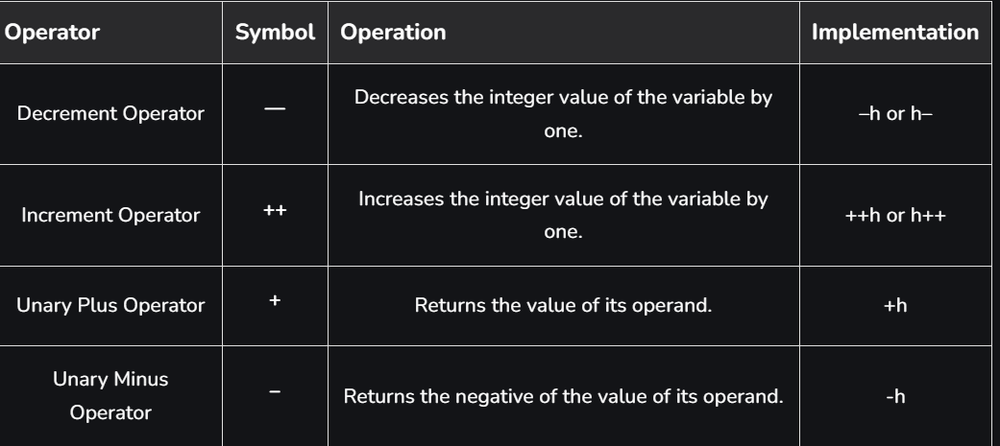 Operator Symbol Operation Implementation
Decrement Operator — Decreases the integer value of the variable by
one. –h or h–
Increment Operator ++ Increases the integer value of the variable by
one. ++h or h++
Unary Plus Operator + Returns the value of its operand. +h
Unary Minus
Operator – Returns the negative of the value of its operand. -h